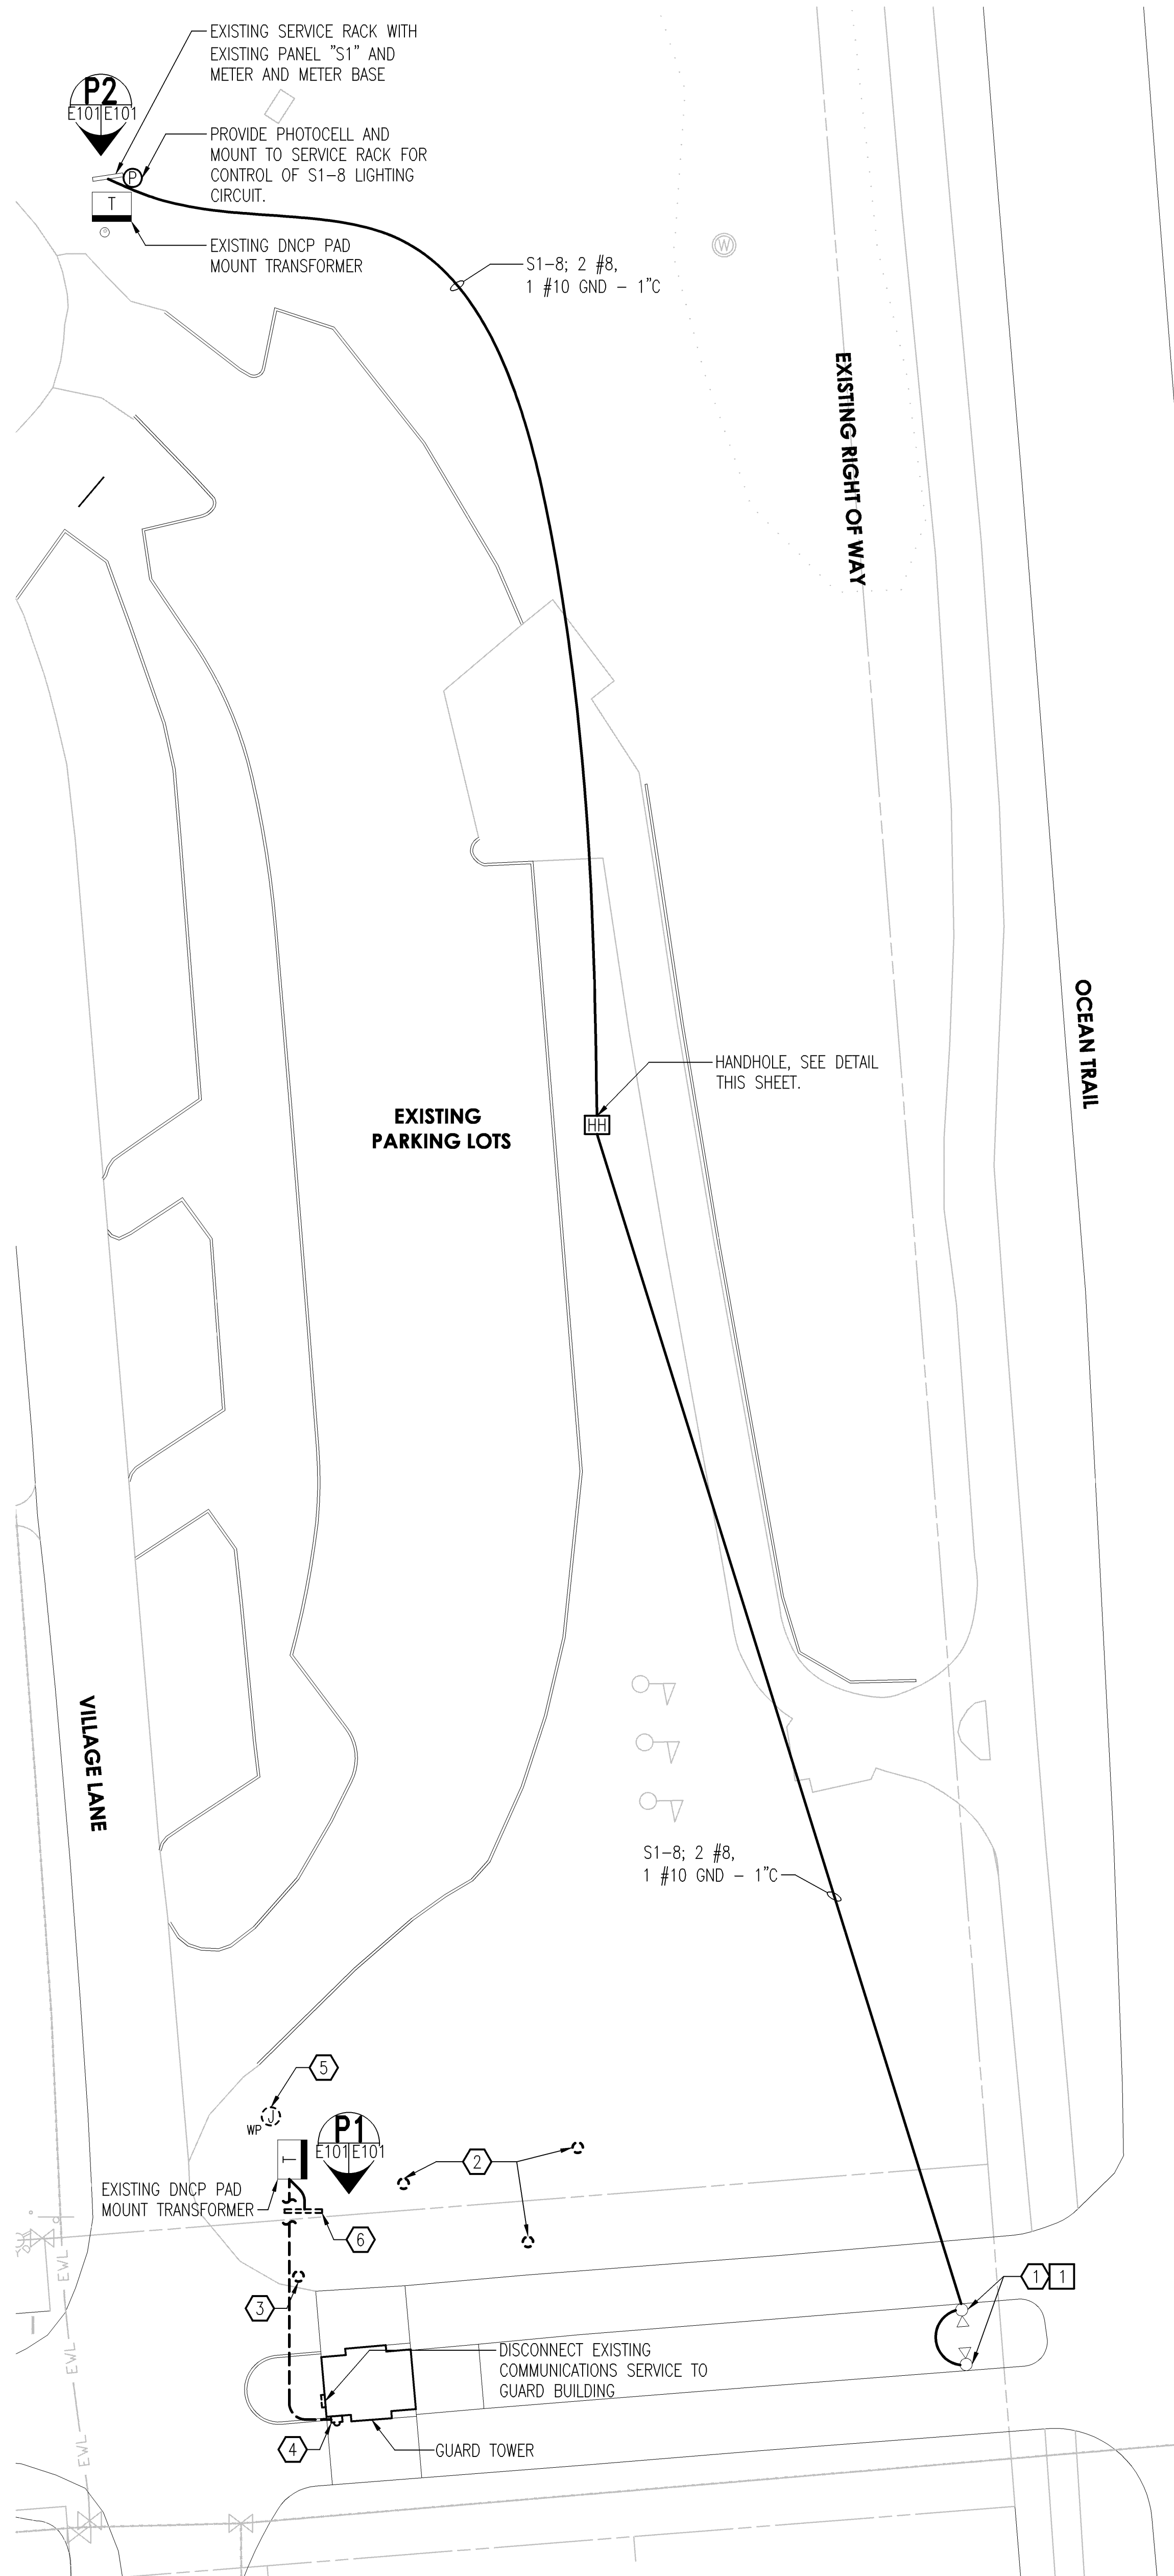 EXISTING SERVICE RACK WITH
EXISTING PANEL "S1" AND
METER AND METER BASE
P2
E101 E101
PROVIDE PHOTOCELL AND
MOUNT TO SERVICE RACK FOR
CONTROL OF S1-8 LIGHTING
CIRCUIT.
P
T
EXISTING DNCP PAD
MOUNT TRANSFORMER
W
S1-8; 2 #8,
1 #10 GND - 1"C
EXISTING RIGHT OF WAY
OCEAN TRAIL
HANDHOLE, SEE DETAIL
THIS SHEET.
HH
EXISTING
PARKING LOTS
VILLAGE LANE
S1-8; 2 #8,
1 #10 GND - 1"C
5
J
WP
P1
E101 E101
T
2
EXISTING DNCP PAD
MOUNT TRANSFORMER
6
EWL
3
1 1
EWL
DISCONNECT EXISTING
COMMUNICATIONS SERVICE TO
GUARD BUILDING
4
GUARD TOWER
EWL